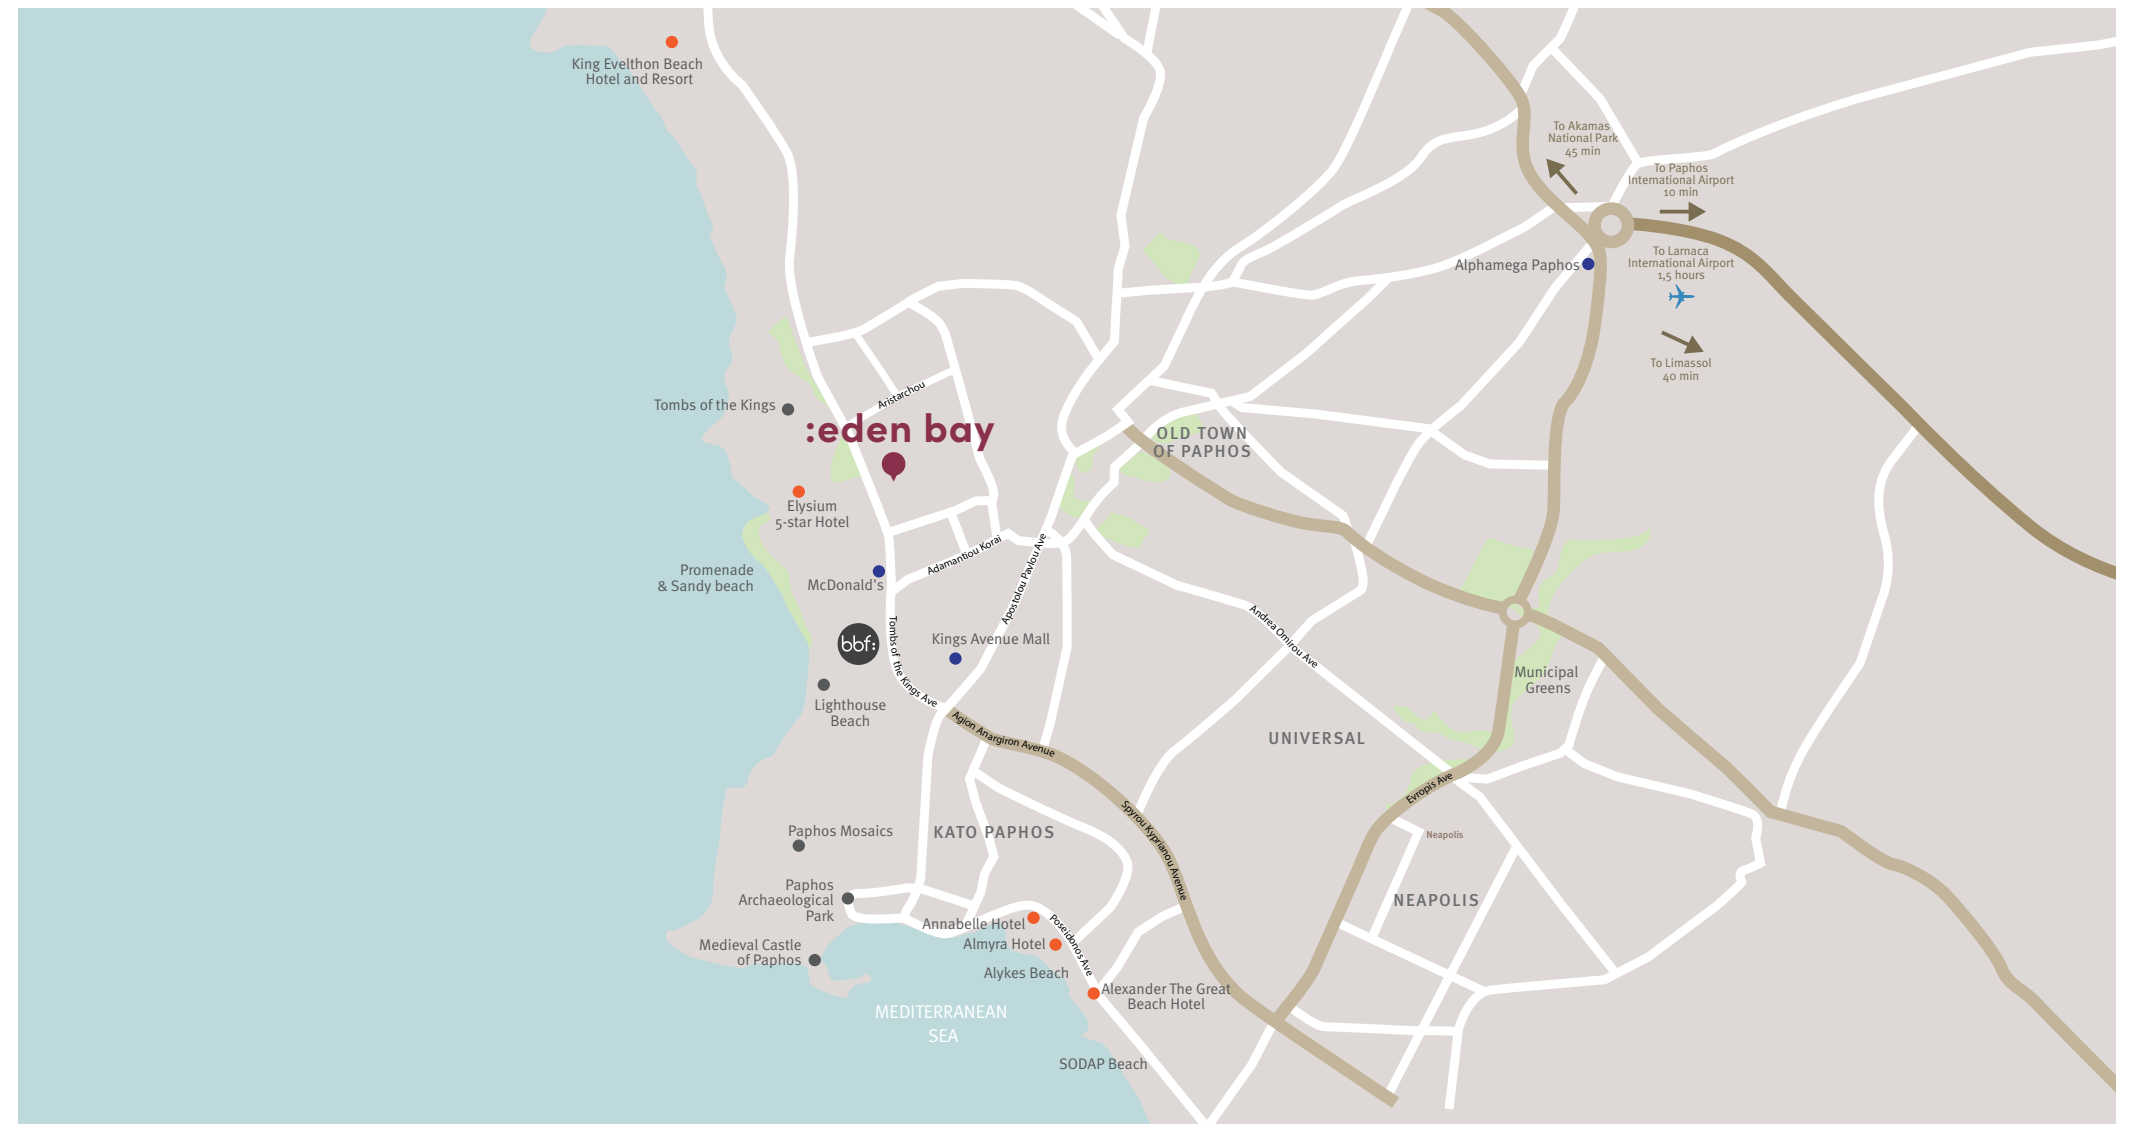 King Evelthon Beach
Hotel and Resort
To Akamas
National Park
45 min
To Paphos
International Airport
10 min
Alphamega Paphos
To Larnaca
International Airport
1,5 hours
To Limassol
40 min
Aristarchou
Tombs of the Kings
:eden bay
OLD TOWN
OF PAPHOS
Elysium
5-star Hotel
Adamantiou Korai
Apostolou Pavlou Ave
Promenade
& Sandy beach
McDonald's
bbf:
Tombs of the Kings Ave
Kings Avenue Mall
Andrea Omirou Ave
Municipal
Greens
Lighthouse
Beach
Agion Anargiron Avenue
UNIVERSAL
Evropis Ave
Spyrou Kyprianou Avenue
Paphos Mosaics
KATO PAPHOS
Neapolis
Paphos
Archaeological
Park
NEAPOLIS
Annabelle Hotel
Poseidonos Ave
Almyra Hotel
Medieval Castle
of Paphos
Alykes Beach
Alexander The Great
Beach Hotel
MEDITERRANEAN
SEA
SODAP Beach